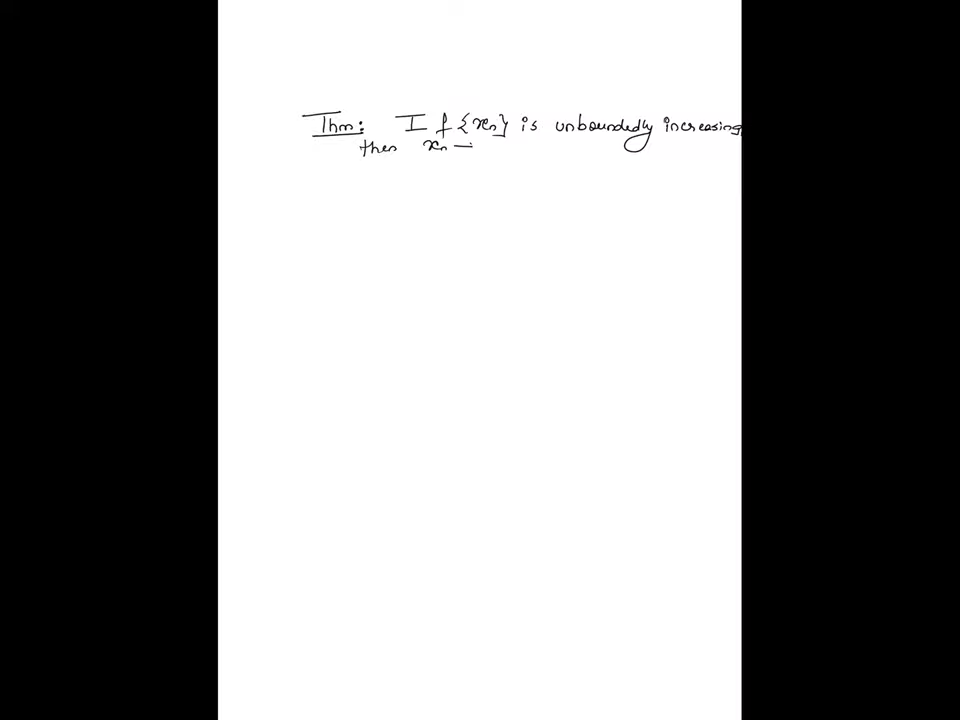 Thm: If {xn} is unboundedly increasing
then xn —